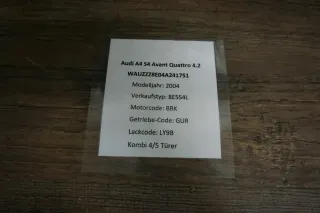 Audi A4 S4 Avant Quattro 4.2
WAUZZZ8E04A241751
Modelljahr: 2004
Verkaufstyp: 8E5S4L
Motorcode: BBK
Getriebe-Code: GUR
Lackcode: LY9B
Kombi 4/5 Türer